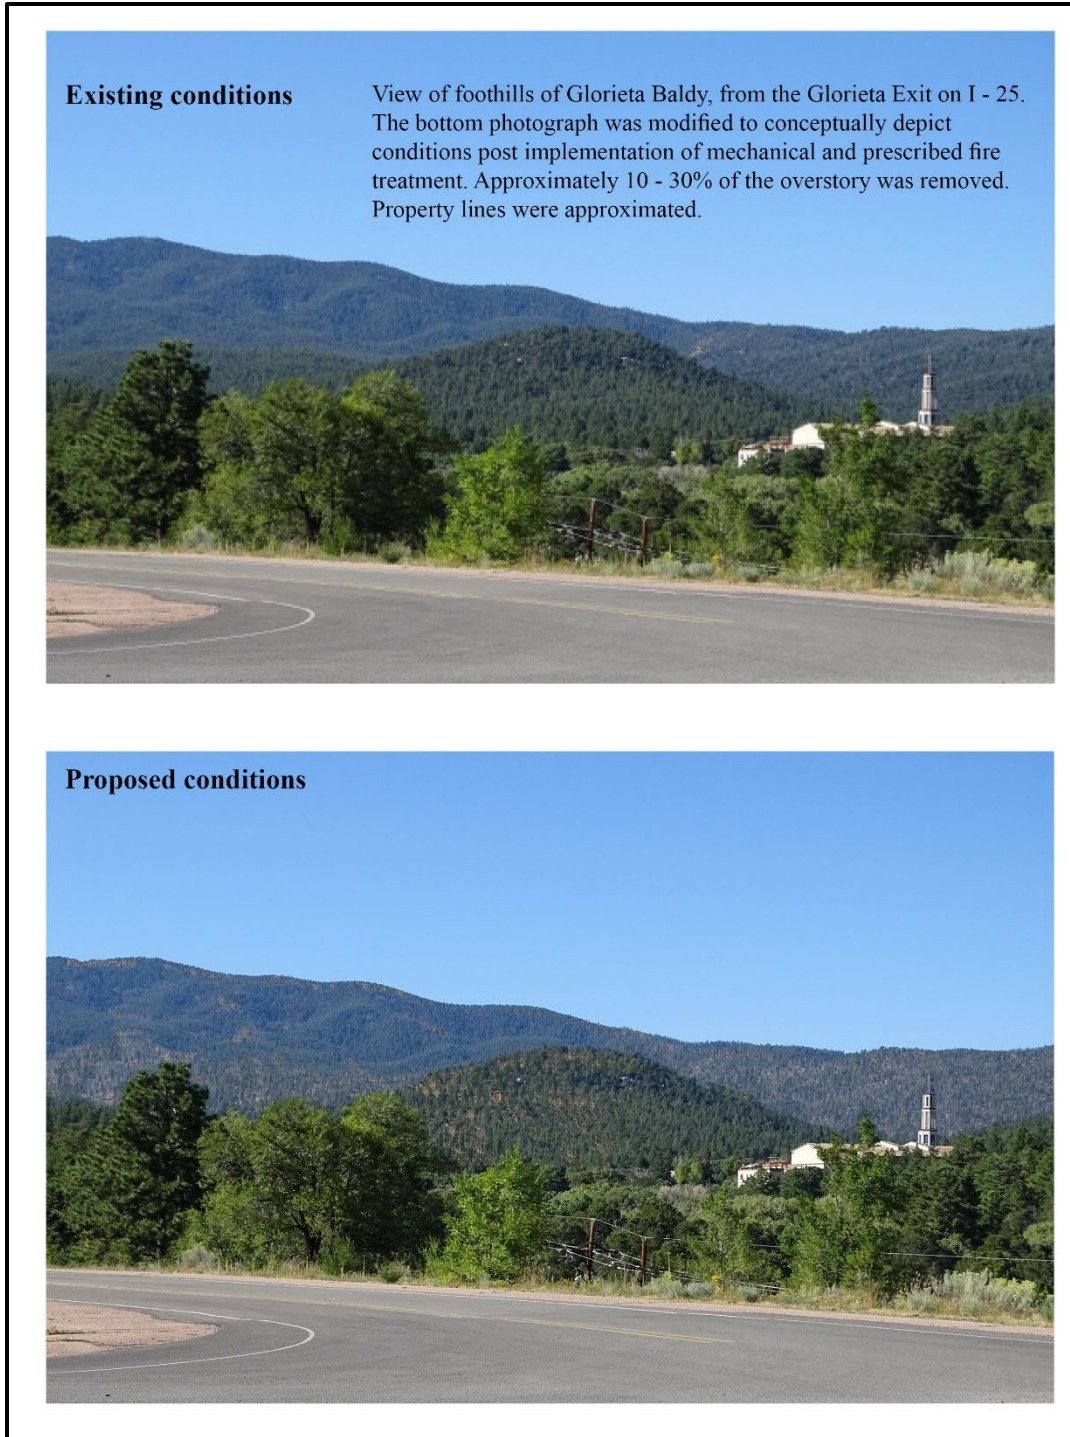 Existing conditions
View of foothills of Glorieta Baldy, from the Glorieta Exit on I - 25.
The bottom photograph was modified to conceptually depict
conditions post implementation of mechanical and prescribed fire
treatment. Approximately 10 - 30% of the overstory was removed.
Property lines were approximated.
Proposed conditions